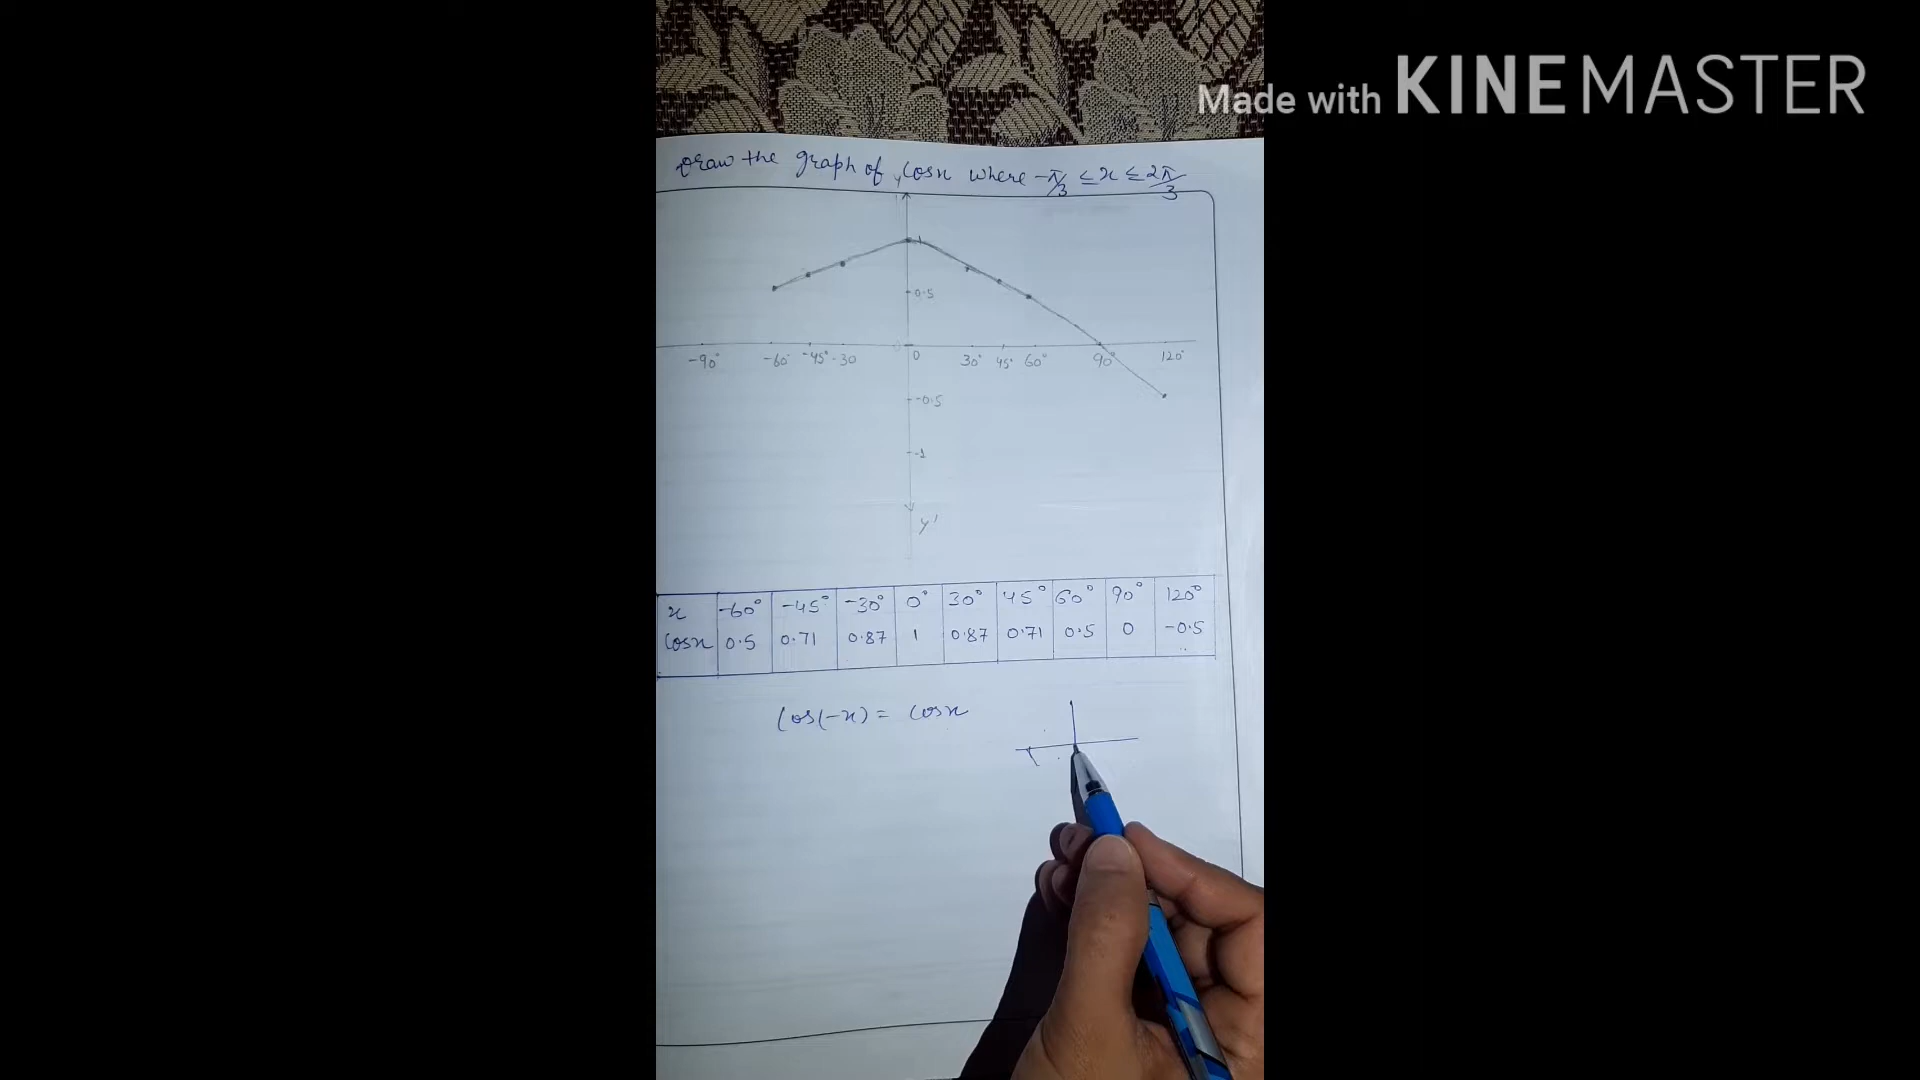 Made with KINEMASTER
Draw the graph of cosx where -π/3 ≤ x ≤ 2π/3
y
1
0.5
-90° -60° -45° -30 0 30° 45° 60° 90° 120°
-0.5
-1
y'
x -60° -45° -30° 0° 30° 45° 60° 90° 120°
cosx 0.5 0.71 0.87 1 0.87 0.71 0.5 0 -0.5
Cos(-x) = Cosx